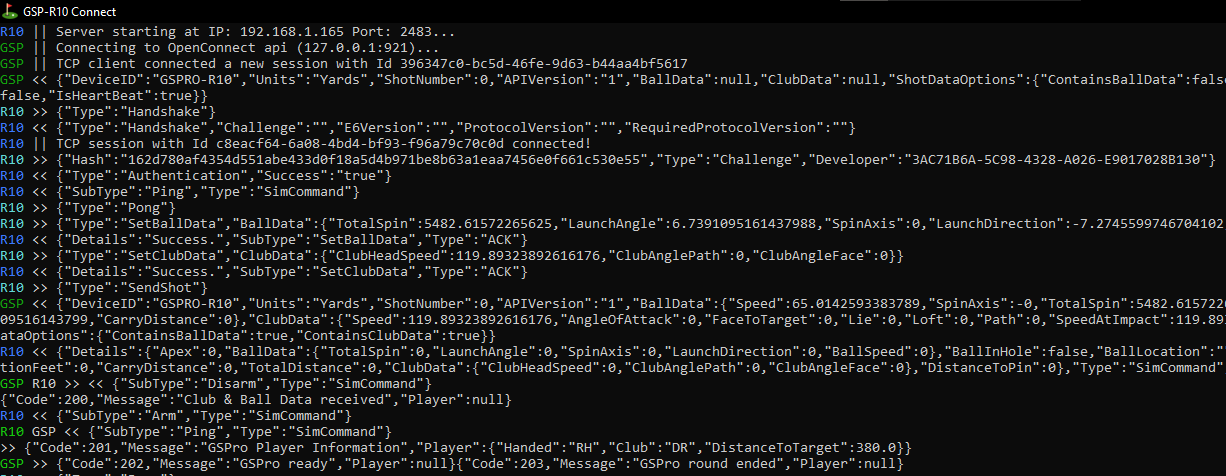 GSP-R10 Connect
R10 || Server starting at IP: 192.168.1.165 Port: 2483...
GSP || Connecting to OpenConnect api (127.0.0.1:921)...
GSP || TCP client connected a new session with Id 396347c0-bc5d-46fe-9d63-b44aa4bf5617
GSP << {"DeviceID":"GSPRO-R10","Units":"Yards","ShotNumber":0,"APIVersion":"1","BallData":null,"ClubData":null,"ShotDataOptions":{"ContainsBallData":false
false,"IsHeartBeat":true}}
R10 >> {"Type":"Handshake"}
R10 << {"Type":"Handshake","Challenge":"","E6Version":"","ProtocolVersion":"","RequiredProtocolVersion":""}
R10 || TCP session with Id c8eacf64-6a08-4bd4-bf93-f96a79c70c0d connected!
R10 >> {"Hash":"162d780af4354d551abe433d0f18a5d4b971be8b63a1eaa7456e0f661c530e55","Type":"Challenge","Developer":"3AC71B6A-5C98-4328-A026-E9017028B130"}
R10 << {"Type":"Authentication","Success":"true"}
R10 << {"SubType":"Ping","Type":"SimCommand"}
R10 >> {"Type":"Pong"}
R10 >> {"Type":"SetBallData","BallData":{"TotalSpin":5482.61572265625,"LaunchAngle":6.7391095161437988,"SpinAxis":0,"LaunchDirection":-7.2745599746704102
R10 << {"Details":"Success.","SubType":"SetBallData","Type":"ACK"}
R10 >> {"Type":"SetClubData","ClubData":{"ClubHeadSpeed":119.89323892616176,"ClubAnglePath":0,"ClubAngleFace":0}}
R10 << {"Details":"Success.","SubType":"SetClubData","Type":"ACK"}
R10 >> {"Type":"SendShot"}
GSP << {"DeviceID":"GSPRO-R10","Units":"Yards","ShotNumber":0,"APIVersion":"1","BallData":{"Speed":65.0142593383789,"SpinAxis":-0,"TotalSpin":5482.6157226
09516143799,"CarryDistance":0},"ClubData":{"Speed":119.89323892616176,"AngleOfAttack":0,"FaceToTarget":0,"Lie":0,"Loft":0,"Path":0,"SpeedAtImpact":119.893
ataOptions":{"ContainsBallData":true,"ContainsClubData":true}}
R10 << {"Details":{"Apex":0,"BallData":{"TotalSpin":0,"LaunchAngle":0,"SpinAxis":0,"LaunchDirection":0,"BallSpeed":0},"BallInHole":false,"BallLocation":"
tionFeet":0,"CarryDistance":0,"TotalDistance":0,"ClubData":{"ClubHeadSpeed":0,"ClubAnglePath":0,"ClubAngleFace":0},"DistanceToPin":0},"Type":"SimCommand"
GSP R10 >> << {"SubType":"Disarm","Type":"SimCommand"}
{"Code":200,"Message":"Club & Ball Data received","Player":null}
R10 << {"SubType":"Arm","Type":"SimCommand"}
R10 GSP << {"SubType":"Ping","Type":"SimCommand"}
>> {"Code":201,"Message":"GSPro Player Information","Player":{"Handed":"RH","Club":"DR","DistanceToTarget":380.0}}
GSP >> {"Code":202,"Message":"GSPro ready","Player":null}{"Code":203,"Message":"GSPro round ended","Player":null}